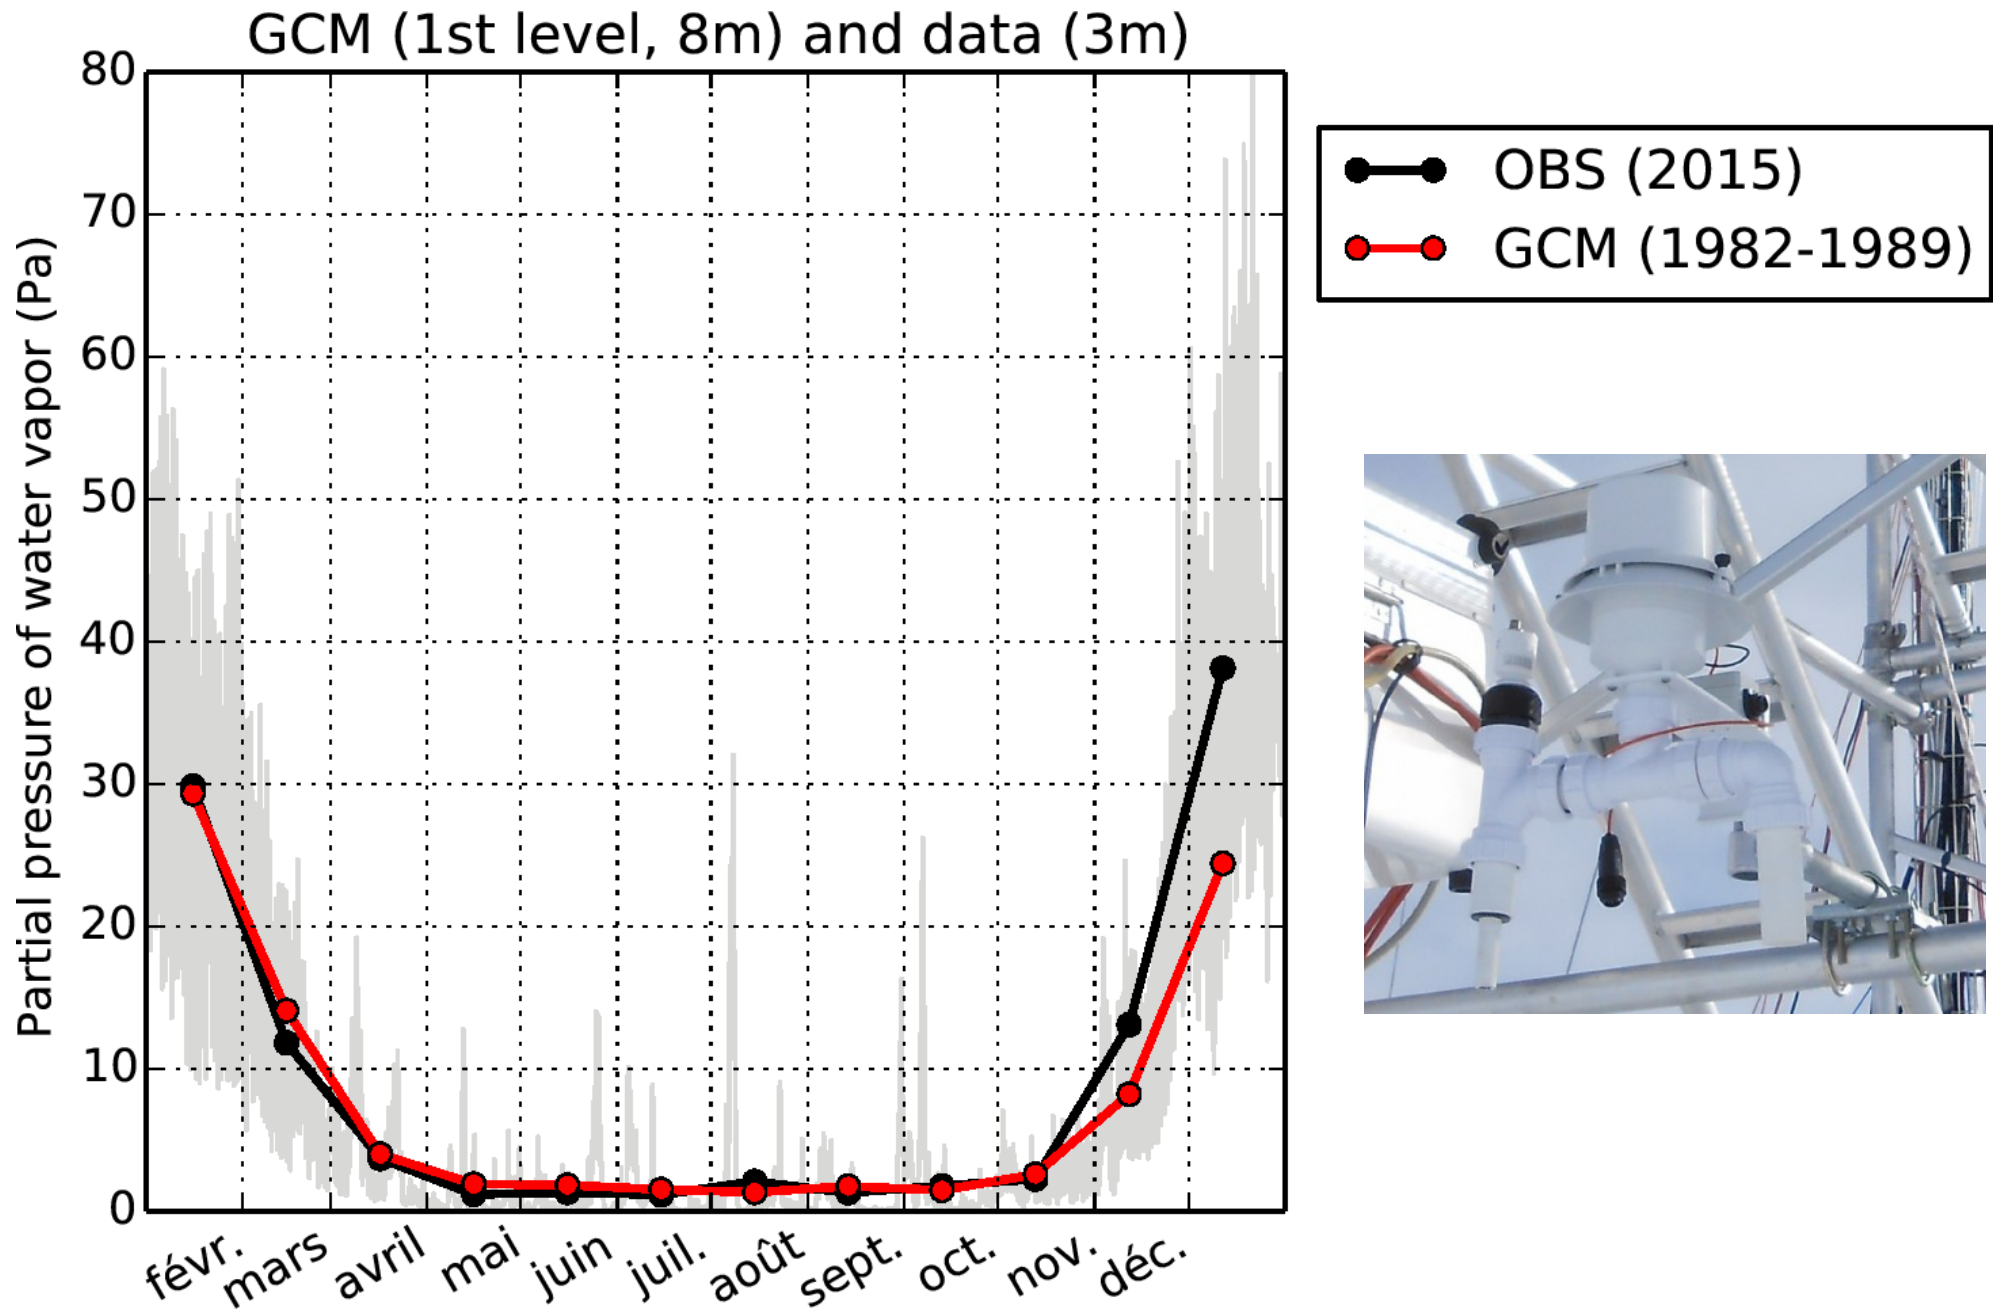 GCM (1st level, 8m) and data (3m)
Partial pressure of water vapor (Pa)
80
70
60
50
40
30
20
10
0
févr.
mars
avril
mai
juin
juil.
août
sept.
oct.
nov.
déc.
OBS (2015)
GCM (1982-1989)